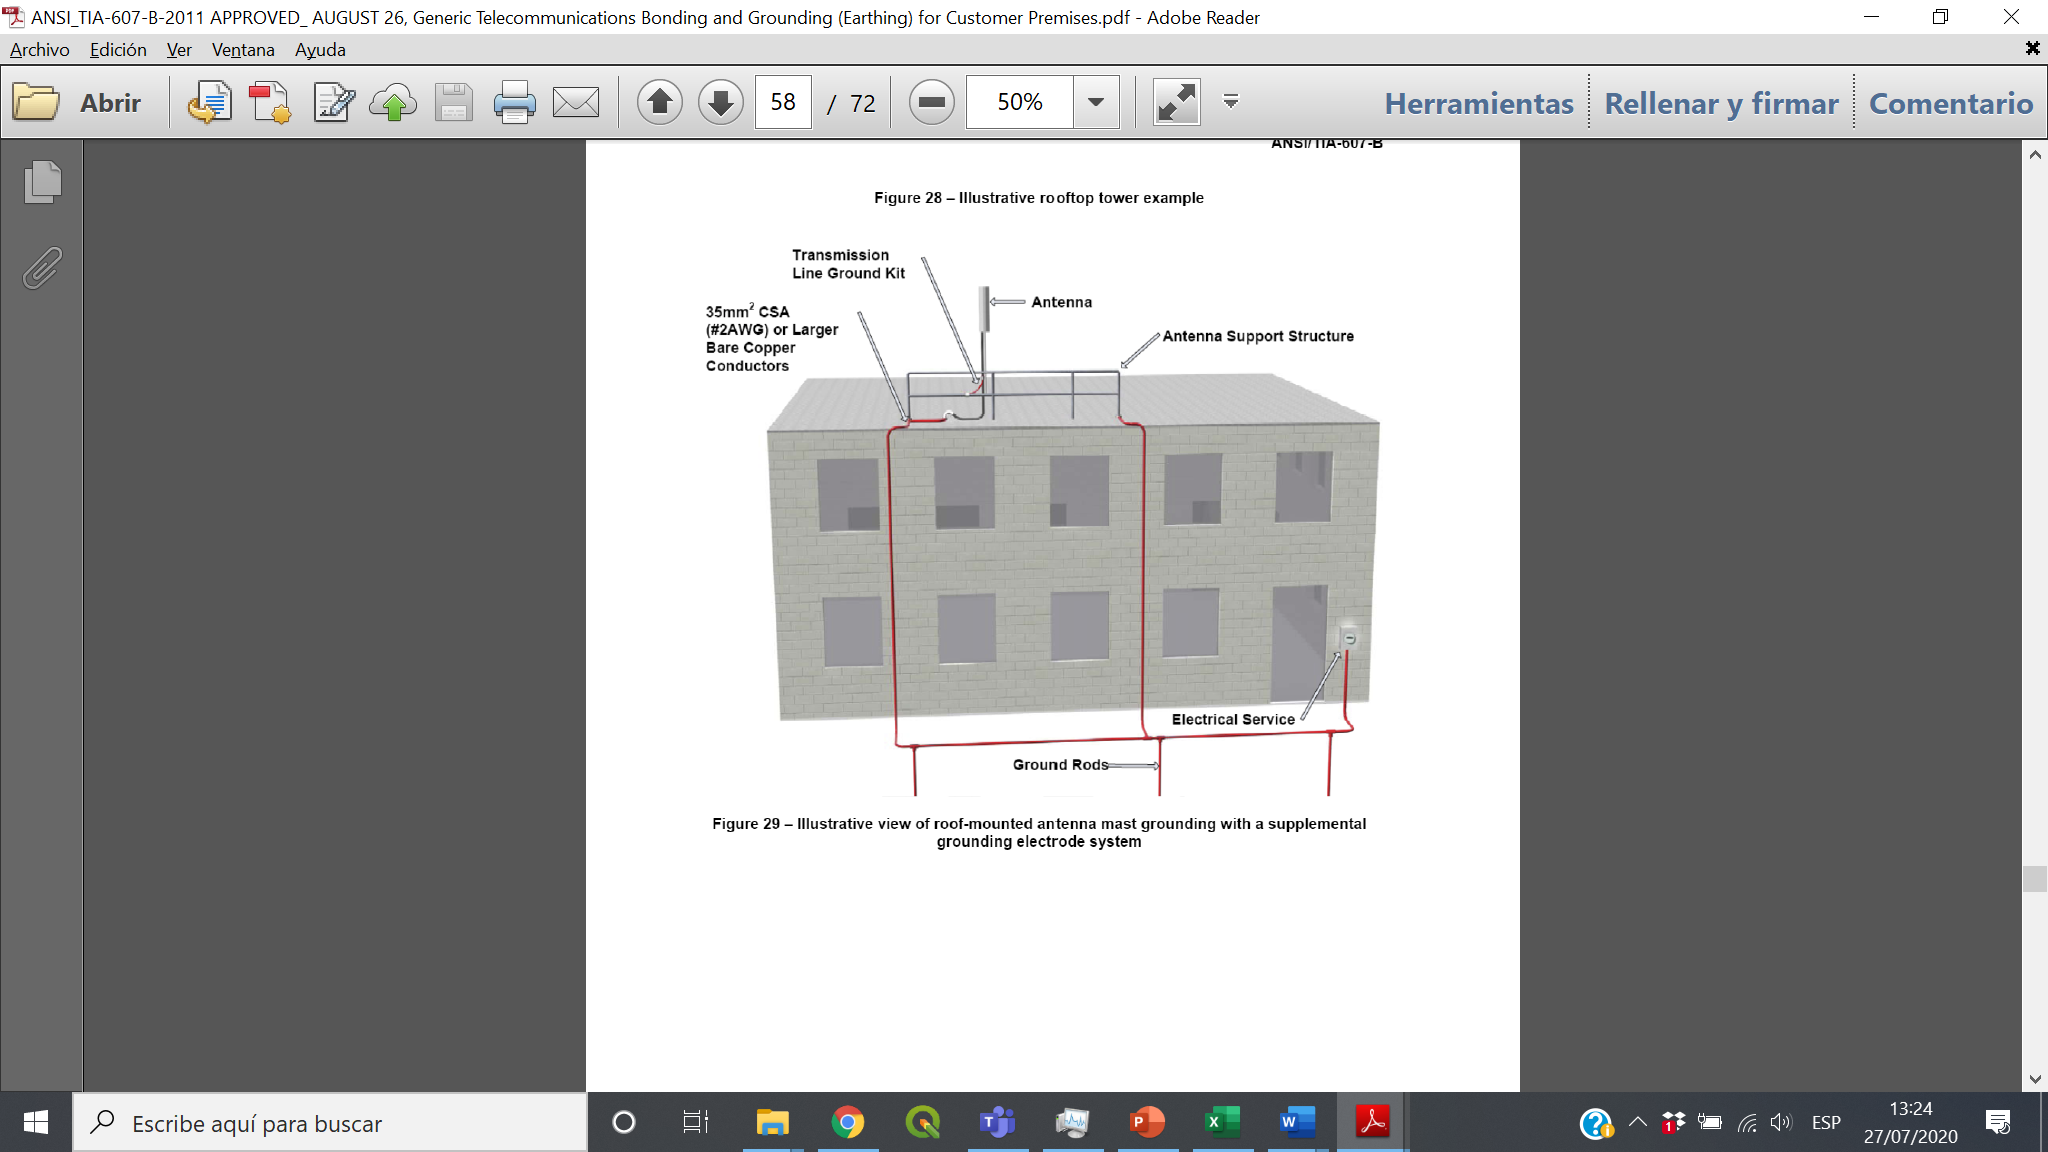 ANSI_TIA-607-B-2011 APPROVED_ AUGUST 26, Generic Telecommunications Bonding and Grounding (Earthing) for Customer Premises.pdf - Adobe Reader
Archivo Edición Ver Ventana Ayuda
Abrir 58 / 72 50% Herramientas Rellenar y firmar Comentario
ANSI/TIA-607-B
Figure 28 – Illustrative rooftop tower example
Transmission
Line Ground Kit
Antenna
35mm² CSA
(#2AWG) or Larger
Bare Copper
Conductors
Antenna Support Structure
Electrical Service
Ground Rods
Figure 29 – Illustrative view of roof-mounted antenna mast grounding with a supplemental
grounding electrode system
Escribe aquí para buscar
ESP
13:24
27/07/2020